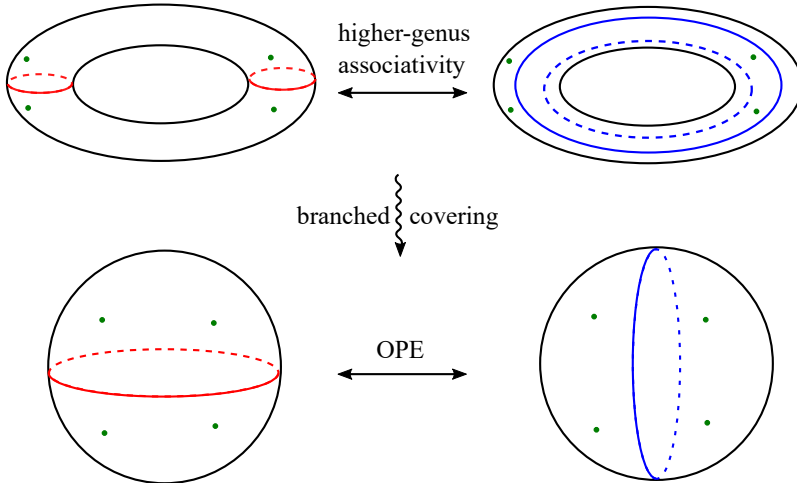 higher-genus
associativity
branched covering
OPE